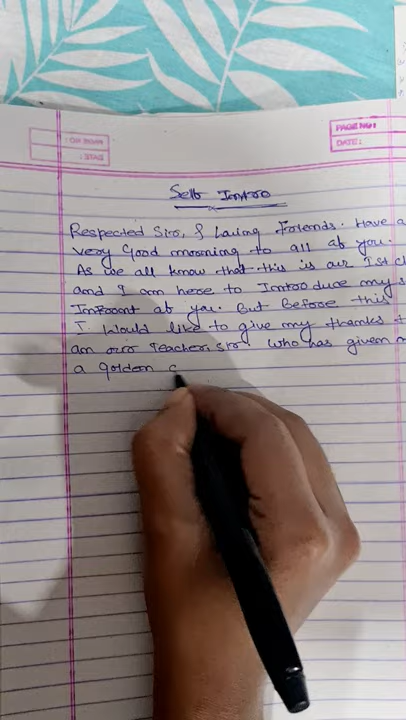 PAGE NO:
DATE:
Self Intro
Respected Sir, & Loving Friends. Have a
very Good morning to all of you.
As we all know that this is our 1st cl
and I am here to Introduce my s
Infront of you. But Before this
I would like to give my thanks t
an our Teacher, Sir. Who has given m
a golden